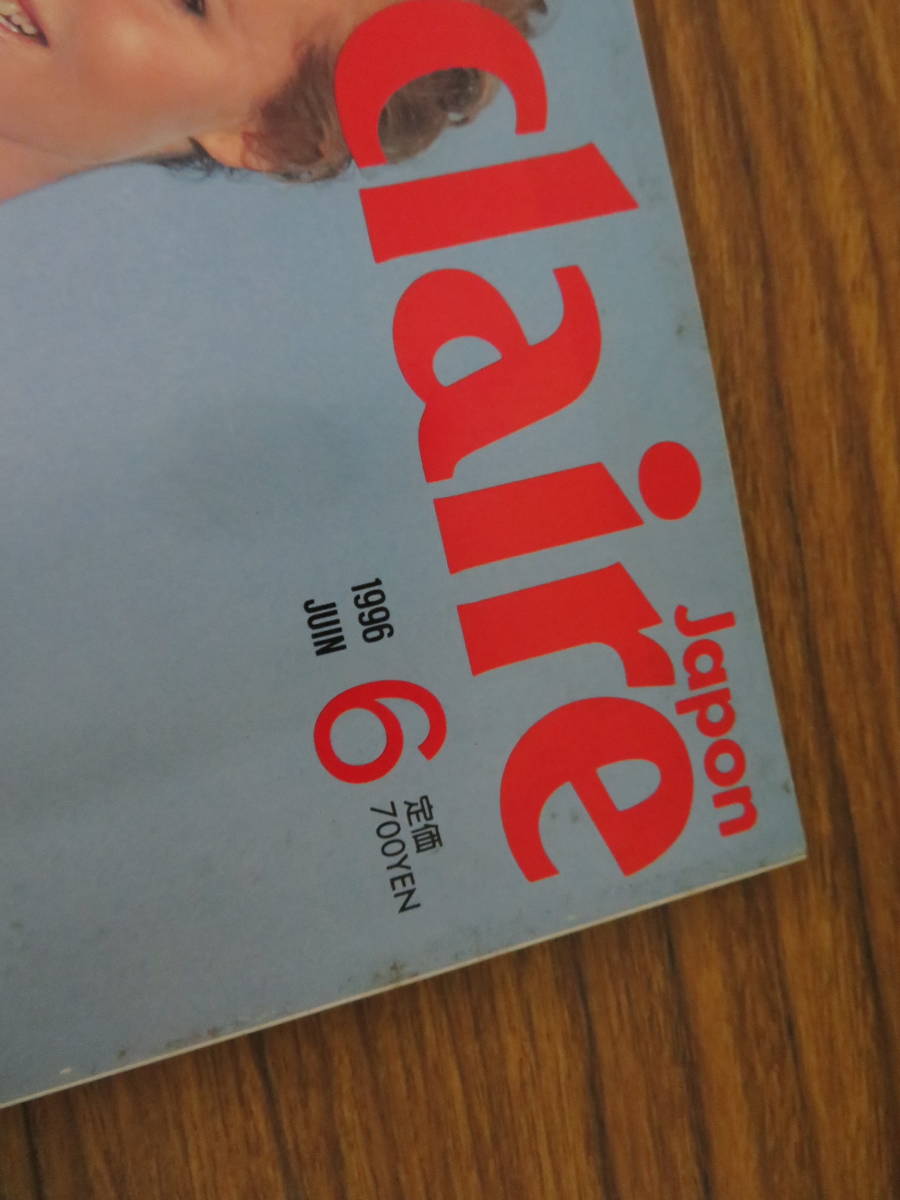 claire
Japon
1996
JUIN
6
定価
700YEN